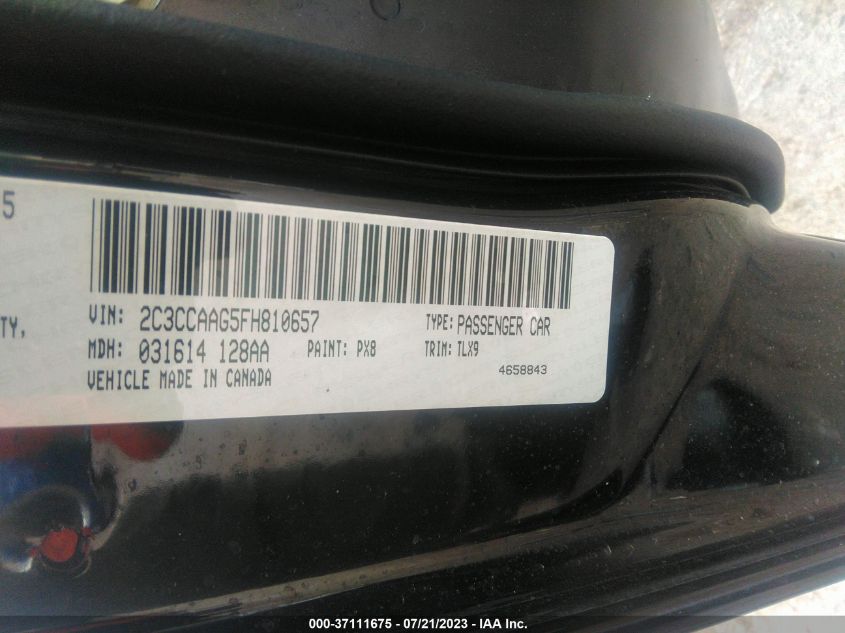 5
TY,
VIN: 2C3CCAAG5FH810657 TYPE: PASSENGER CAR
MDH: 031614 128AA PAINT: PX8 TRIM: TLX9
VEHICLE MADE IN CANADA 4658843
000-37111675 / 07/21/2023 - IAA Inc.